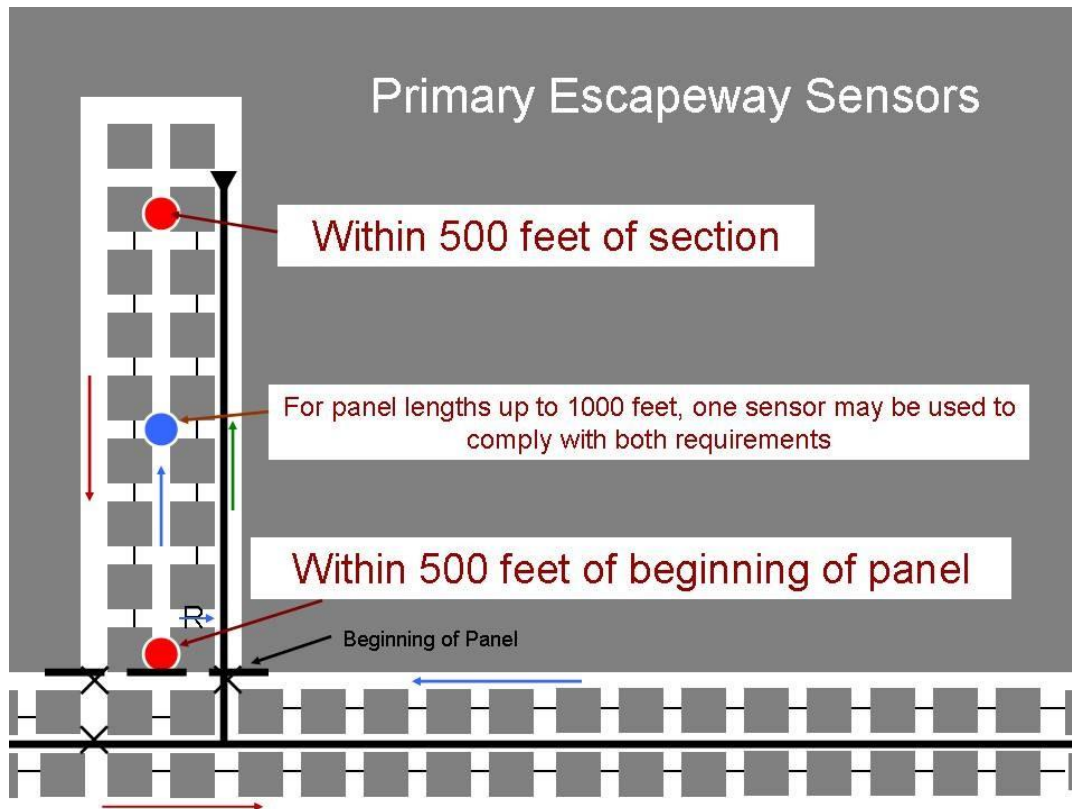 Primary Escapeway Sensors
Within 500 feet of section
For panel lengths up to 1000 feet, one sensor may be used to
comply with both requirements
Within 500 feet of beginning of panel
R
Beginning of Panel